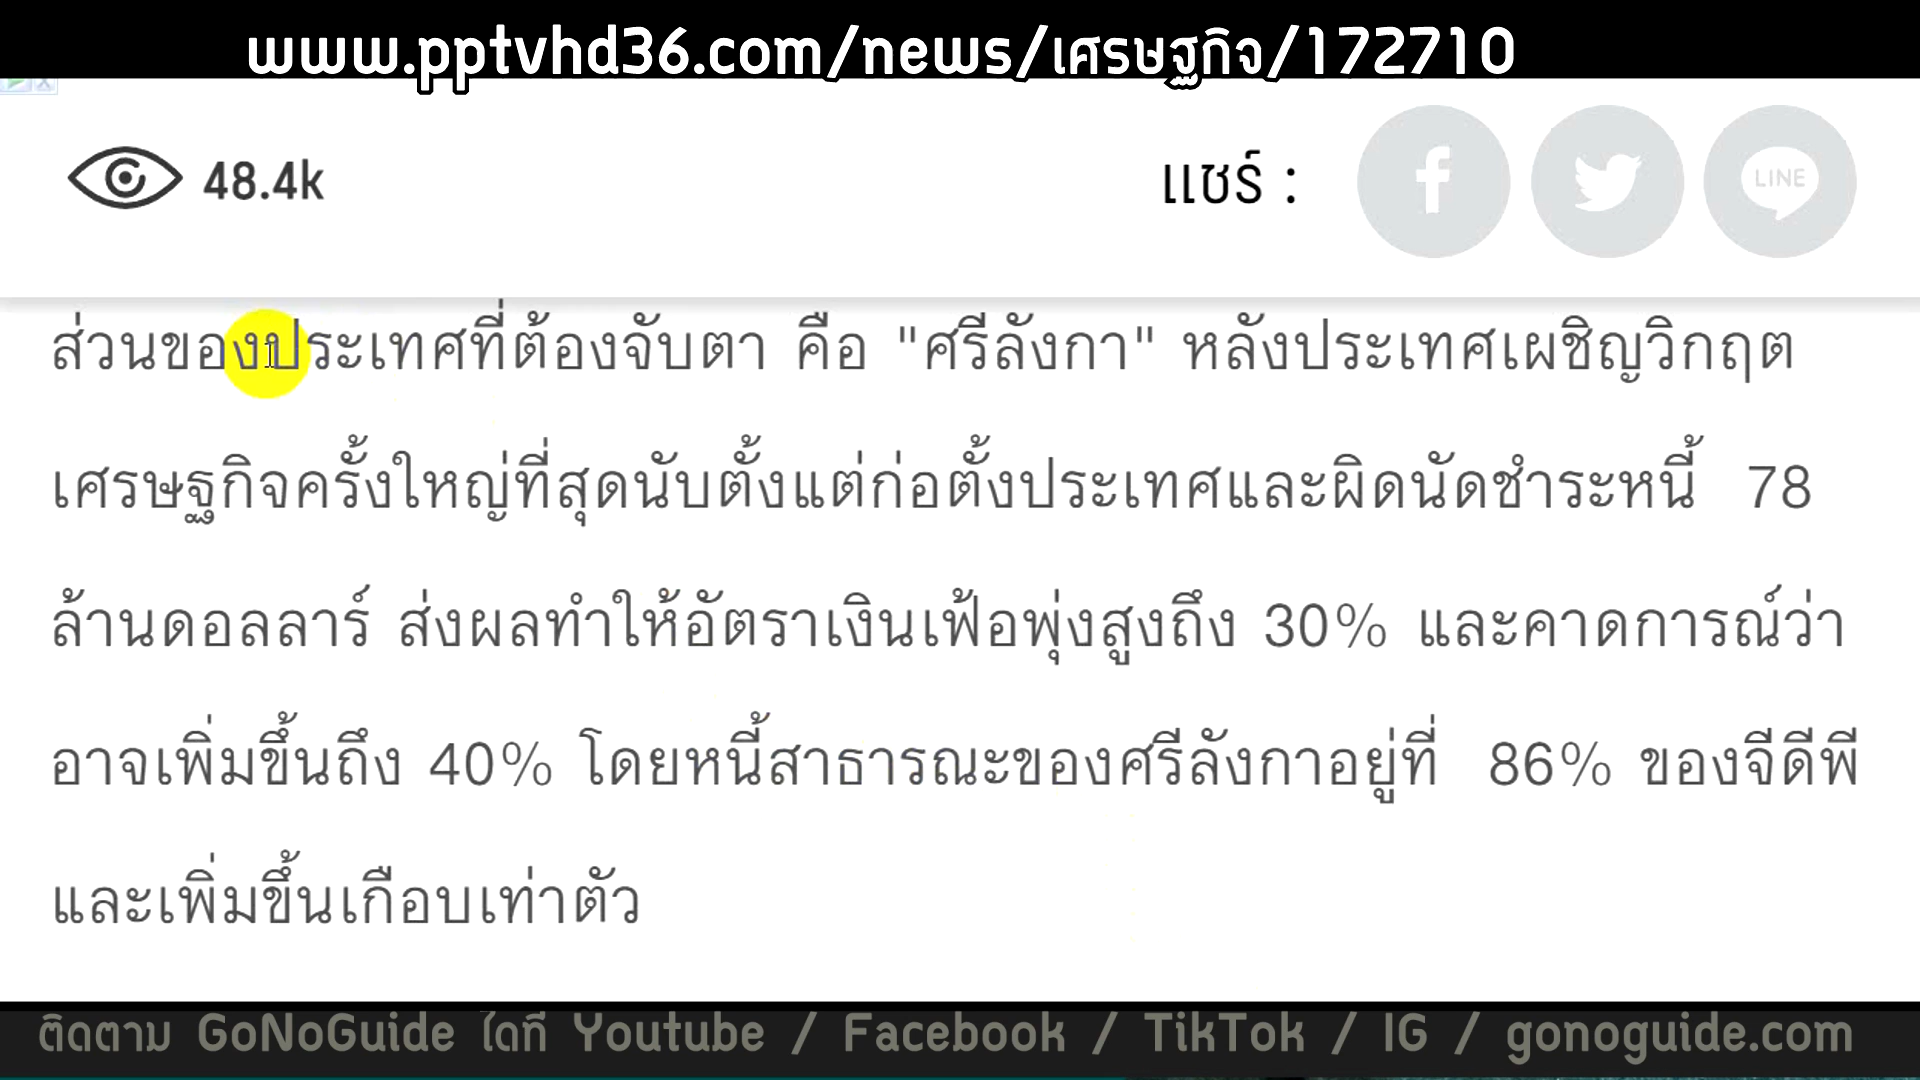 www.pptvhd36.com/news/เศรษฐกิจ/172710
48.4k
แชร์ :
LINE
ส่วนของประเทศที่ต้องจับตา คือ "ศรีลังกา" หลังประเทศเผชิญวิกฤต
เศรษฐกิจครั้งใหญ่ที่สุดนับตั้งแต่ก่อตั้งประเทศและผิดนัดชำระหนี้ 78
ล้านดอลลาร์ ส่งผลทำให้อัตราเงินเฟ้อพุ่งสูงถึง 30% และคาดการณ์ว่า
อาจเพิ่มขึ้นถึง 40% โดยหนี้สาธารณะของศรีลังกาอยู่ที่ 86% ของจีดีพี
และเพิ่มขึ้นเกือบเท่าตัว
ติดตาม GoNoGuide ได้ที่ Youtube / Facebook / TikTok / IG / gonoguide.com